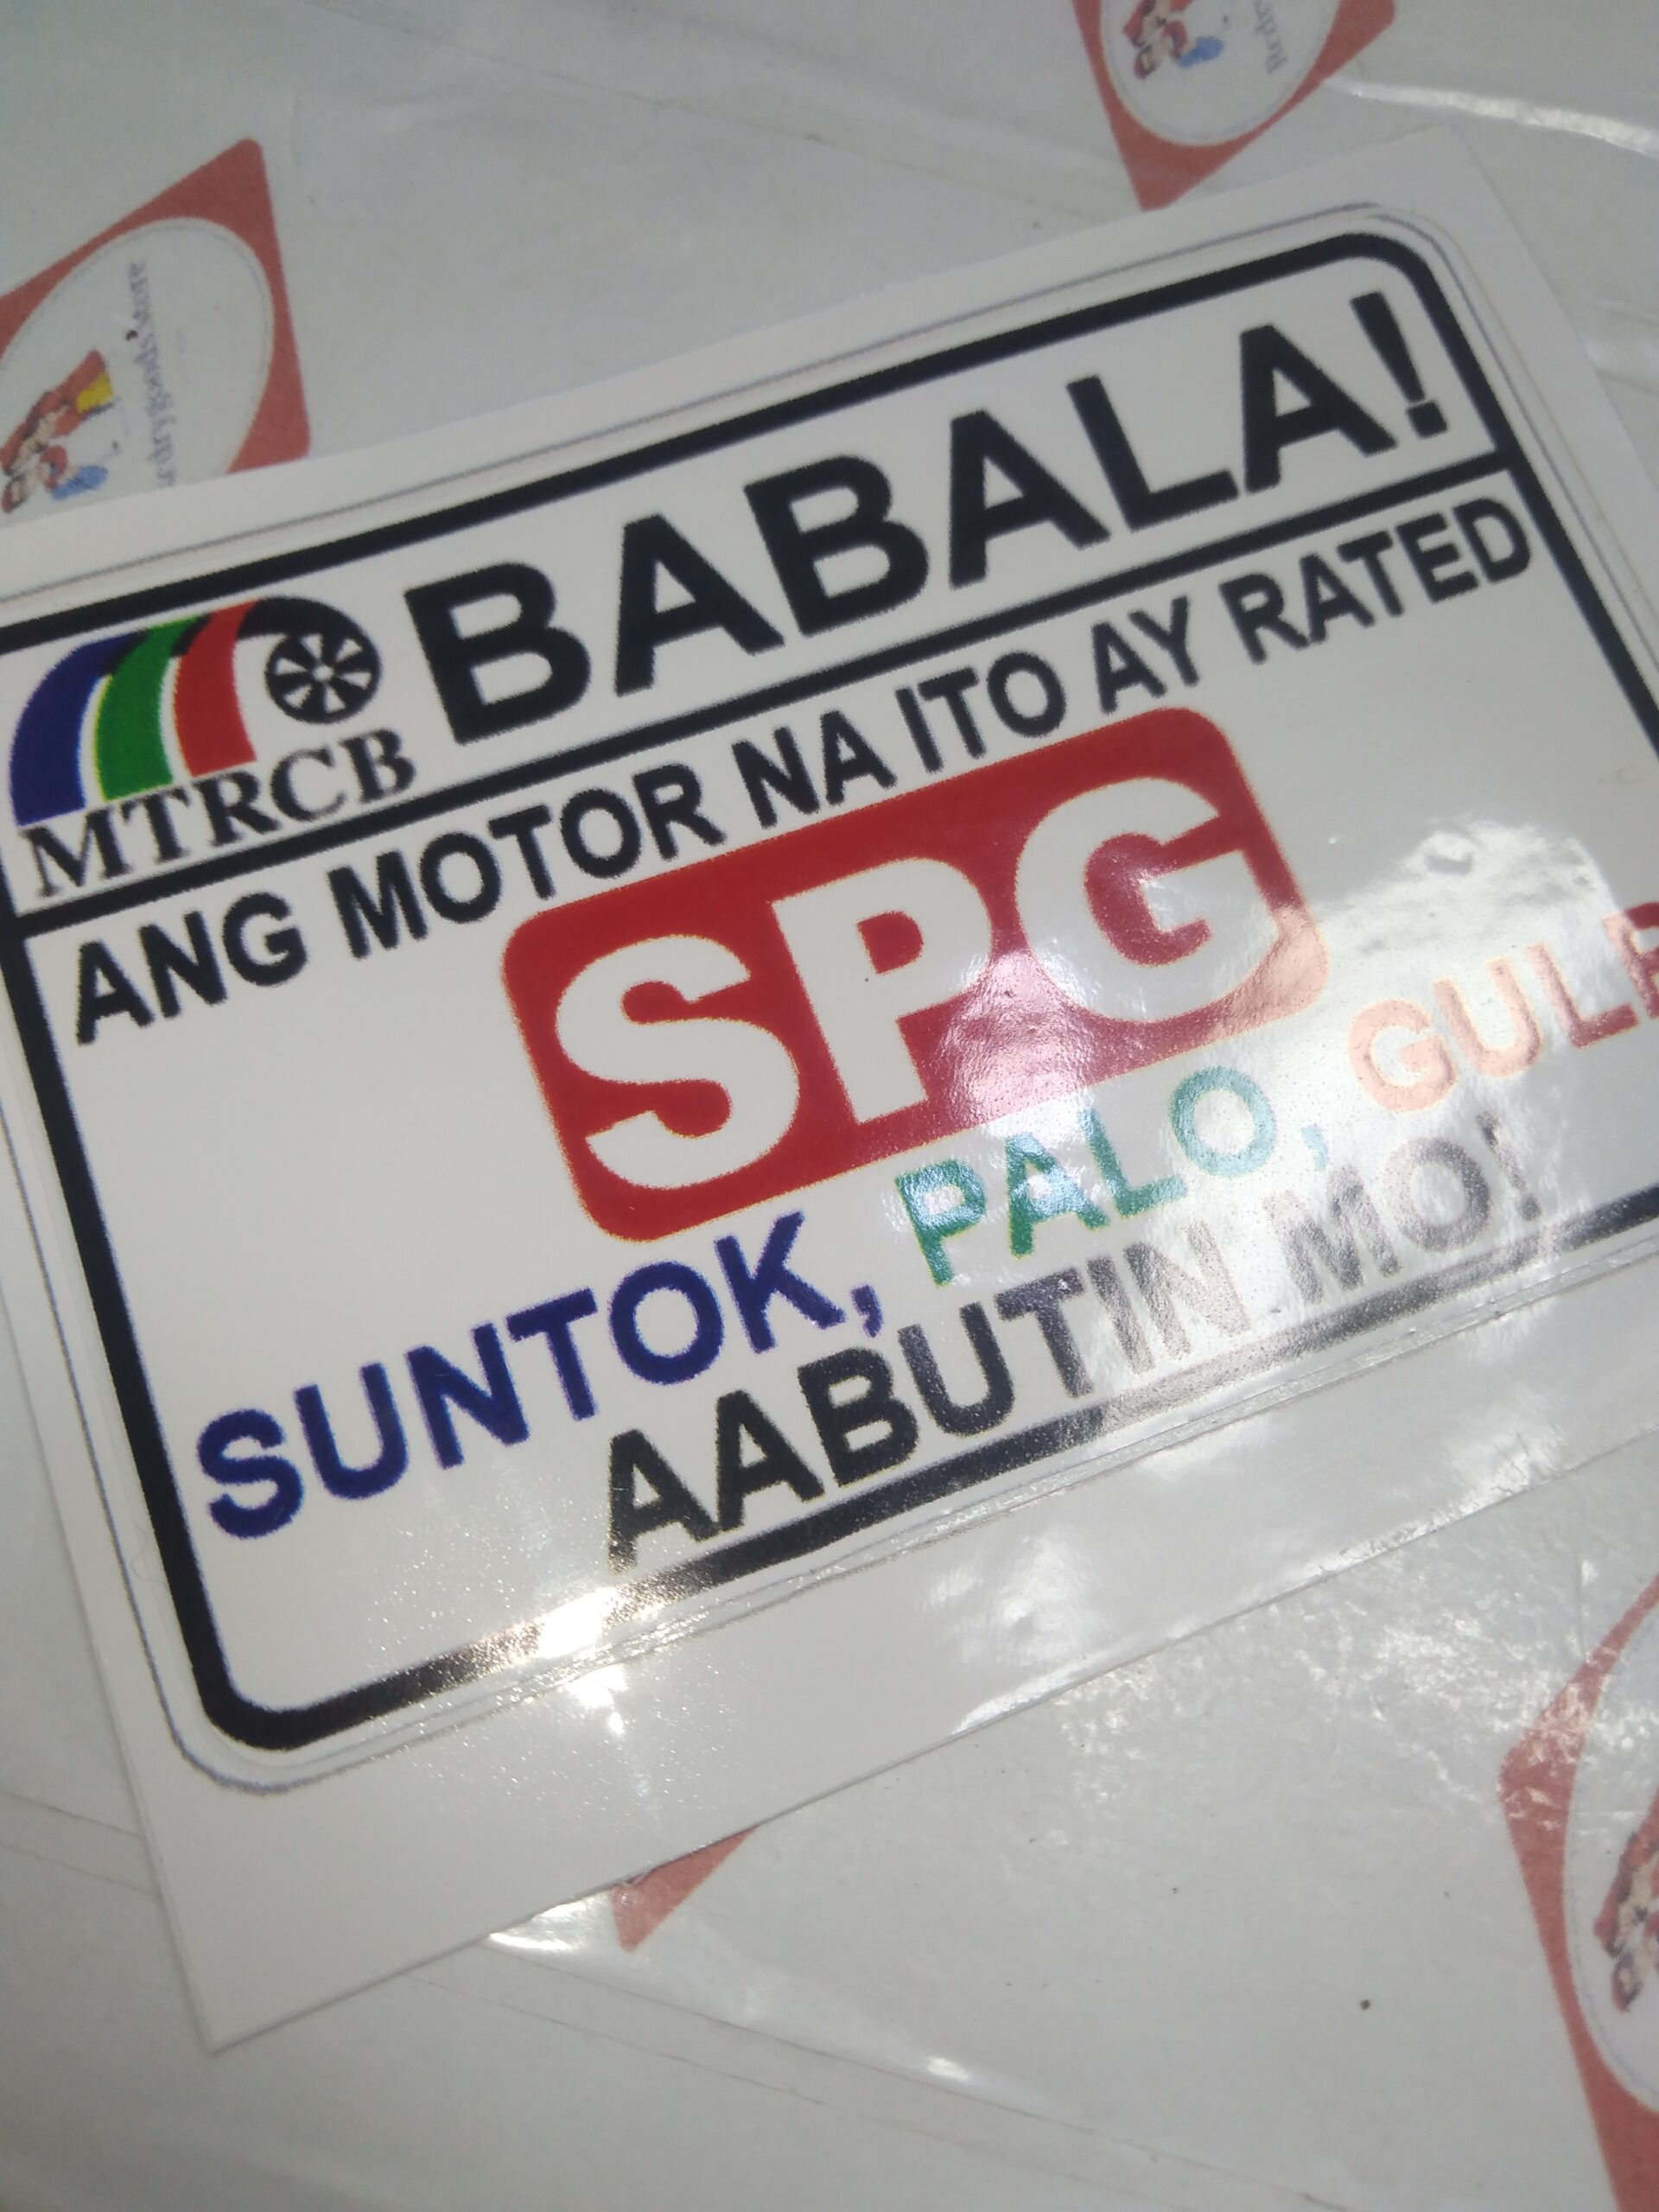 BABALA!
MTRCB
ANG MOTOR NA ITO AY RATED
SPG
SUNTOK, PALO,
AABUTIN MO!